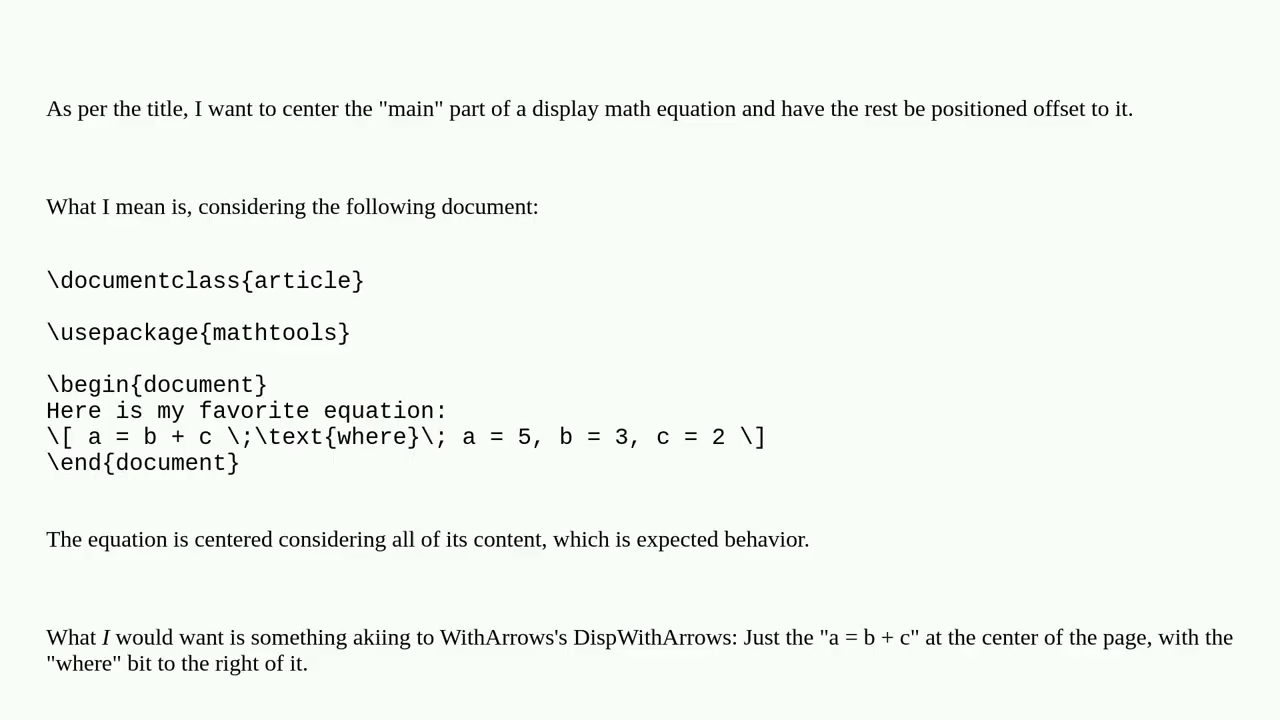 As per the title, I want to center the "main" part of a display math equation and have the rest be positioned offset to it.
What I mean is, considering the following document:
\documentclass{article}
\usepackage{mathtools}
\begin{document}
Here is my favorite equation:
\[ a = b + c \;\text{where}\; a = 5, b = 3, c = 2 \]
\end{document}
The equation is centered considering all of its content, which is expected behavior.
What I would want is something akiing to WithArrows's DispWithArrows: Just the "a = b + c" at the center of the page, with the
"where" bit to the right of it.